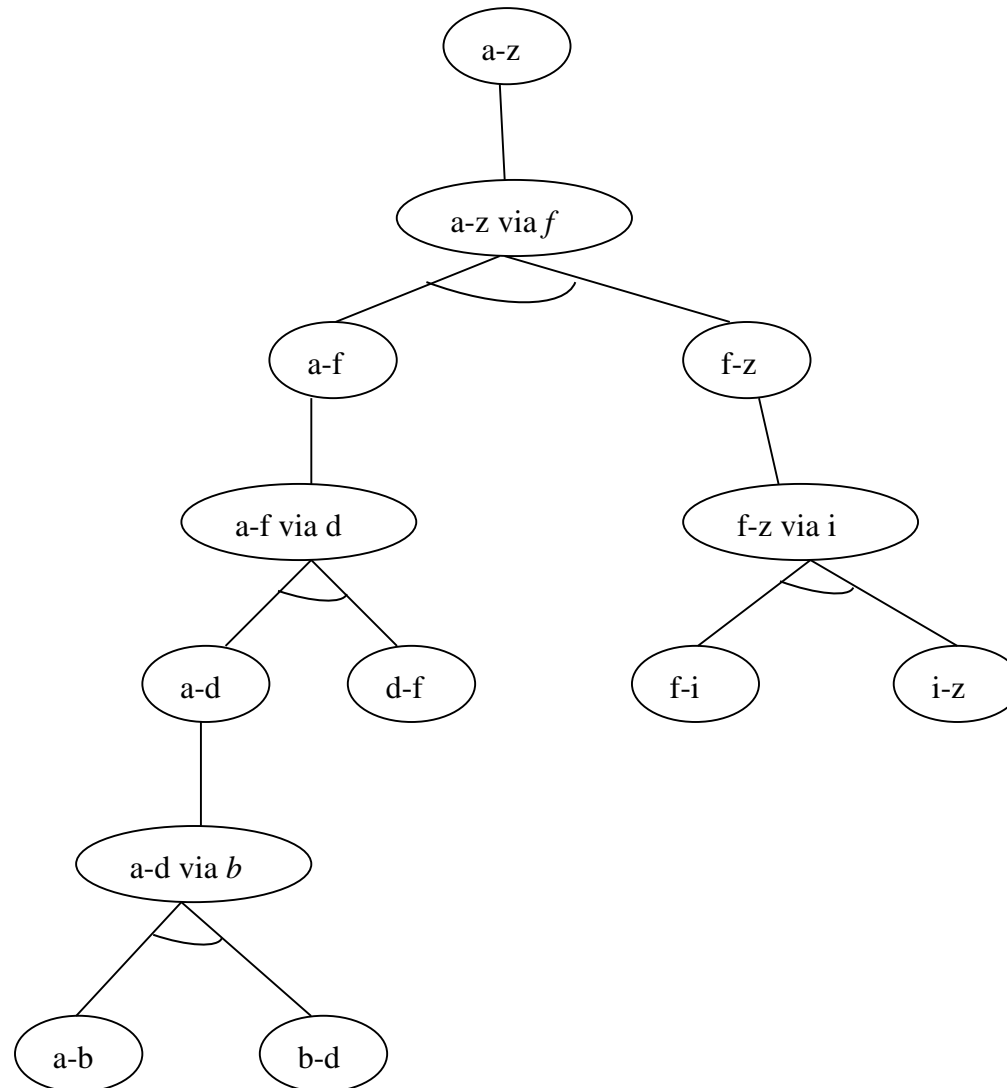 a-z
a-z via f
a-f
f-z
a-f via d
f-z via i
a-d
d-f
f-i
i-z
a-d via b
a-b
b-d